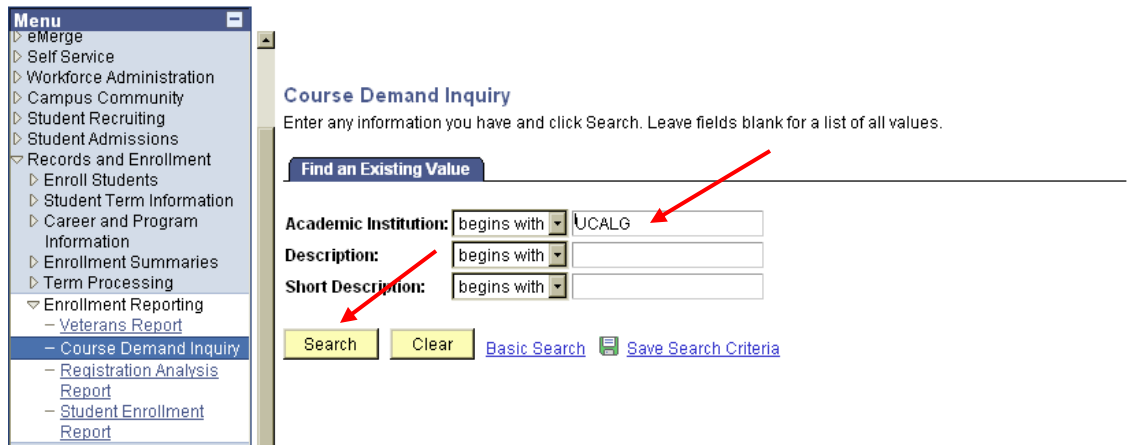 Menu
eMerge
Self Service
Workforce Administration
Campus Community
Student Recruiting
Student Admissions
Records and Enrollment
Enroll Students
Student Term Information
Career and Program
Information
Enrollment Summaries
Term Processing
Enrollment Reporting
– Veterans Report
– Course Demand Inquiry
– Registration Analysis
Report
– Student Enrollment
Report
Course Demand Inquiry
Enter any information you have and click Search. Leave fields blank for a list of all values.
Find an Existing Value
Academic Institution: begins with UCALG
Description: begins with
Short Description: begins with
Search Clear Basic Search Save Search Criteria